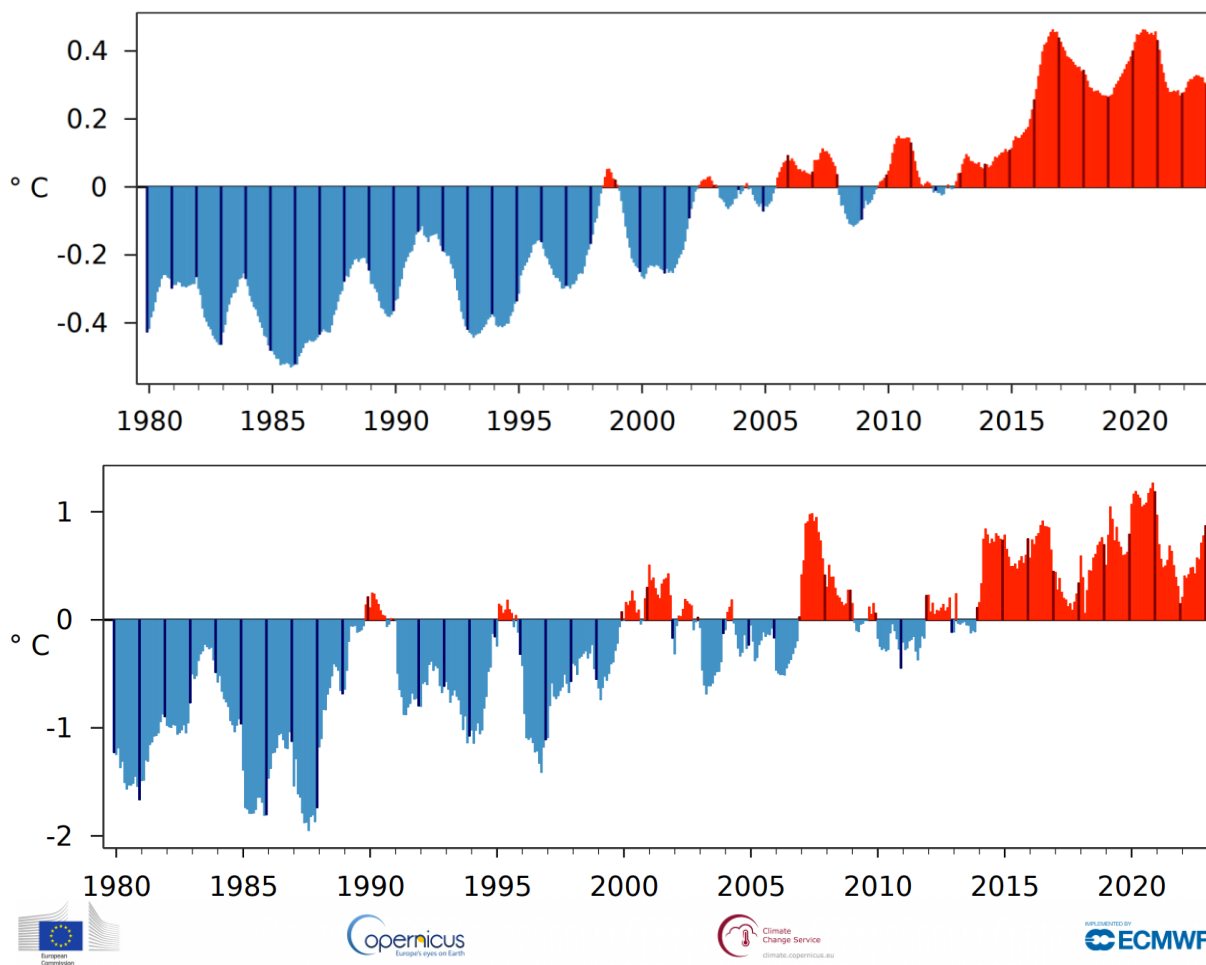 0.4
0.2
° C
0
-0.2
-0.4
1980 1985 1990 1995 2000 2005 2010 2015 2020
1
0
° C
-1
-2
1980 1985 1990 1995 2000 2005 2010 2015 2020
European
Commission
opernicus
Europe's eyes on Earth
Climate
Change Service
climate.copernicus.eu
IMPLEMENTED BY
ECMWF